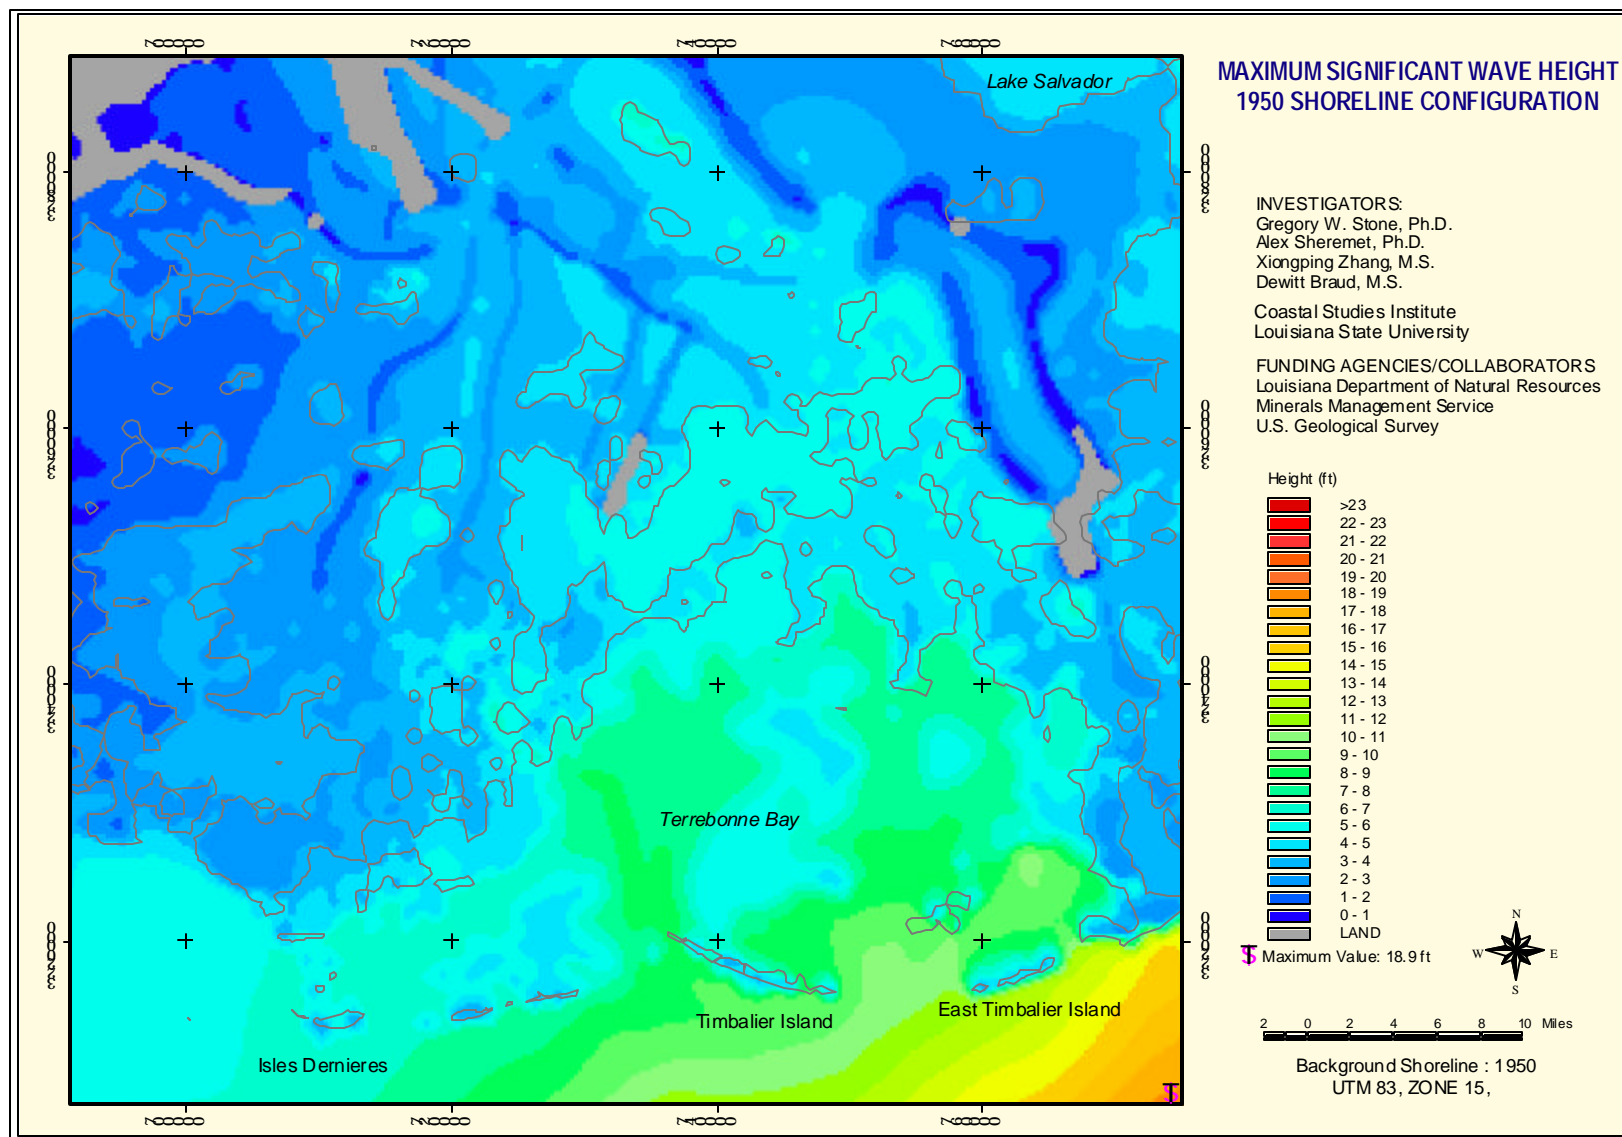 MAXIMUM SIGNIFICANT WAVE HEIGHT
1950 SHORELINE CONFIGURATION
Lake Salvador
INVESTIGATORS:
Gregory W. Stone, Ph.D.
Alex Sheremet, Ph.D.
Xiongping Zhang, M.S.
Dewitt Braud, M.S.
Coastal Studies Institute
Louisiana State University
FUNDING AGENCIES/COLLABORATORS
Louisiana Department of Natural Resources
Minerals Management Service
U.S. Geological Survey
Height (ft)
>23
22 - 23
21 - 22
20 - 21
19 - 20
18 - 19
17 - 18
16 - 17
15 - 16
14 - 15
13 - 14
12 - 13
11 - 12
10 - 11
9 - 10
8 - 9
7 - 8
6 - 7
5 - 6
4 - 5
3 - 4
2 - 3
1 - 2
0 - 1
LAND
Maximum Value: 18.9 ft
N
W E
S
2 0 2 4 6 8 10 Miles
Background Shoreline : 1950
UTM 83, ZONE 15,
Terrebonne Bay
Timbalier Island
East Timbalier Island
Isles Dernieres